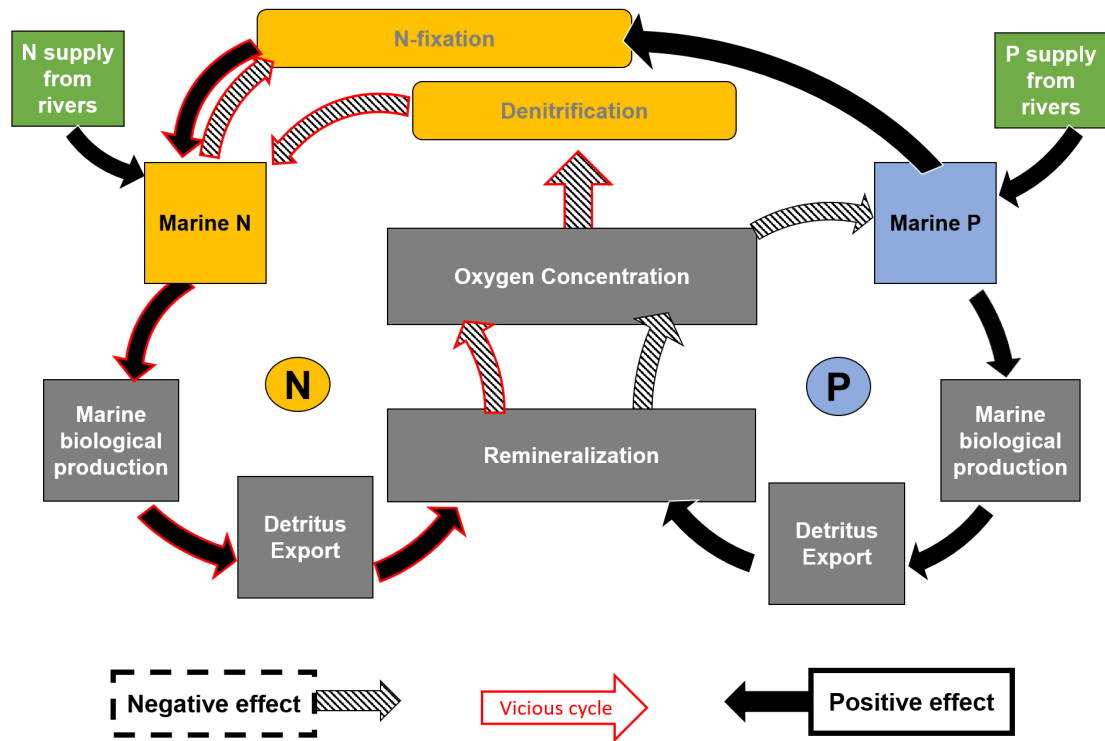 N-fixation
N supply
from
rivers
P supply
from
rivers
Denitrification
Marine N
Marine P
Oxygen Concentration
N
P
Marine
biological
production
Remineralization
Marine
biological
production
Detritus
Export
Detritus
Export
Negative effect
Vicious cycle
Positive effect